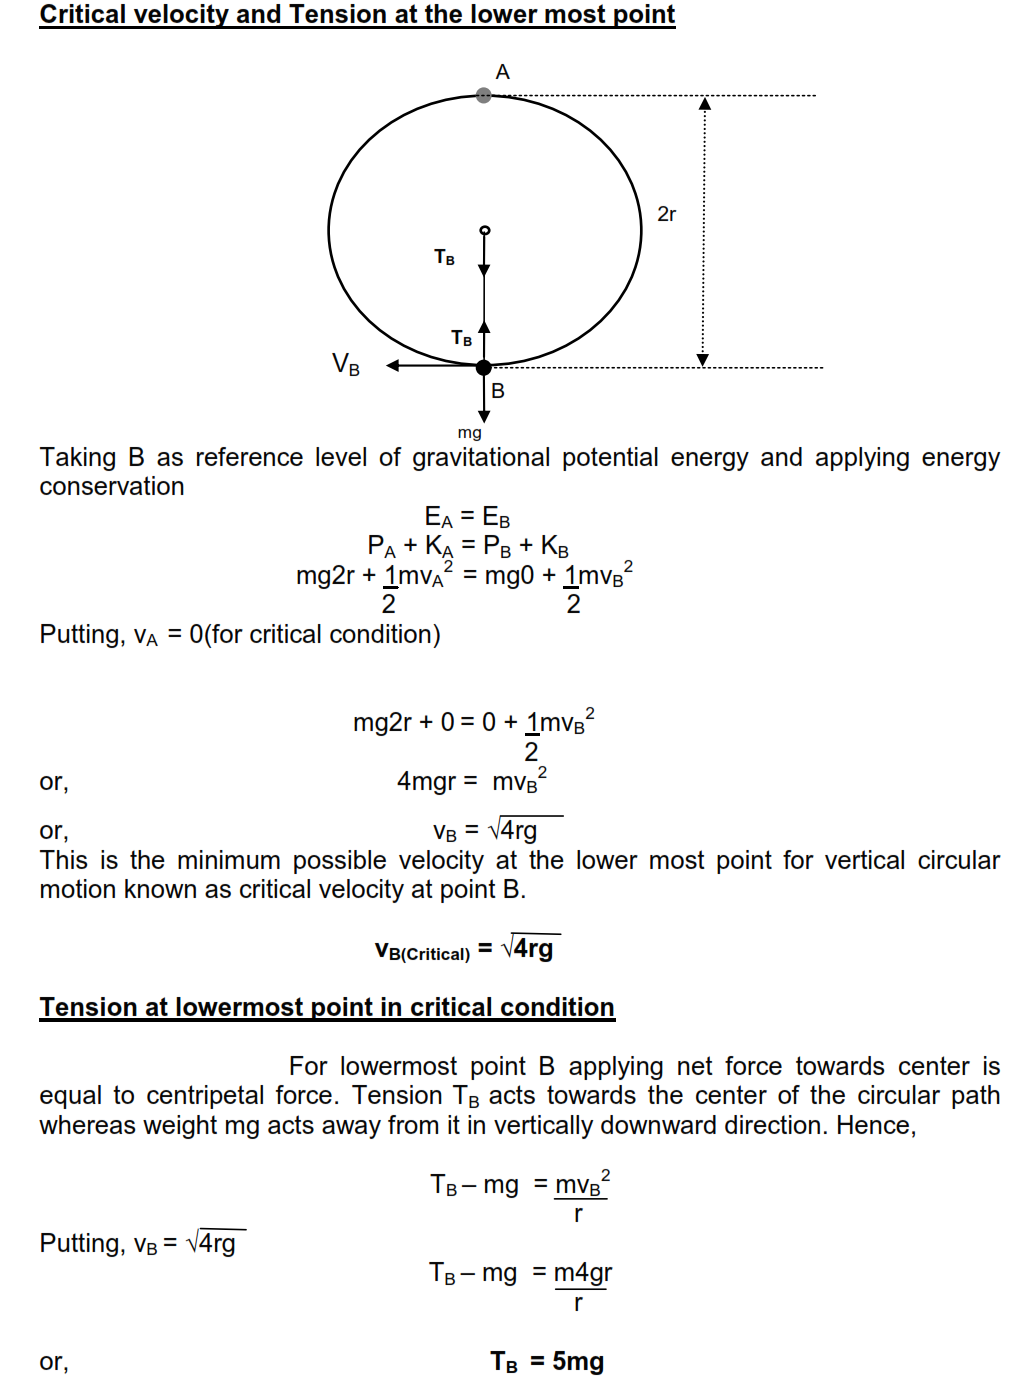 Critical velocity and Tension at the lower most point
A
2r
TB
TB
VB
B
mg
Taking B as reference level of gravitational potential energy and applying energy
conservation
EA = EB
PA + KA = PB + KB
mg2r + 1mvA² = mg0 + 1mvB²
2 2
Putting, vA = 0(for critical condition)
mg2r + 0 = 0 + 1mvB²
2
or, 4mgr = mvB²
or, vB = √4rg
This is the minimum possible velocity at the lower most point for vertical circular
motion known as critical velocity at point B.
vB(Critical) = √4rg
Tension at lowermost point in critical condition
For lowermost point B applying net force towards center is
equal to centripetal force. Tension TB acts towards the center of the circular path
whereas weight mg acts away from it in vertically downward direction. Hence,
TB – mg = mvB²
r
Putting, vB = √4rg
TB – mg = m4gr
r
or, TB = 5mg